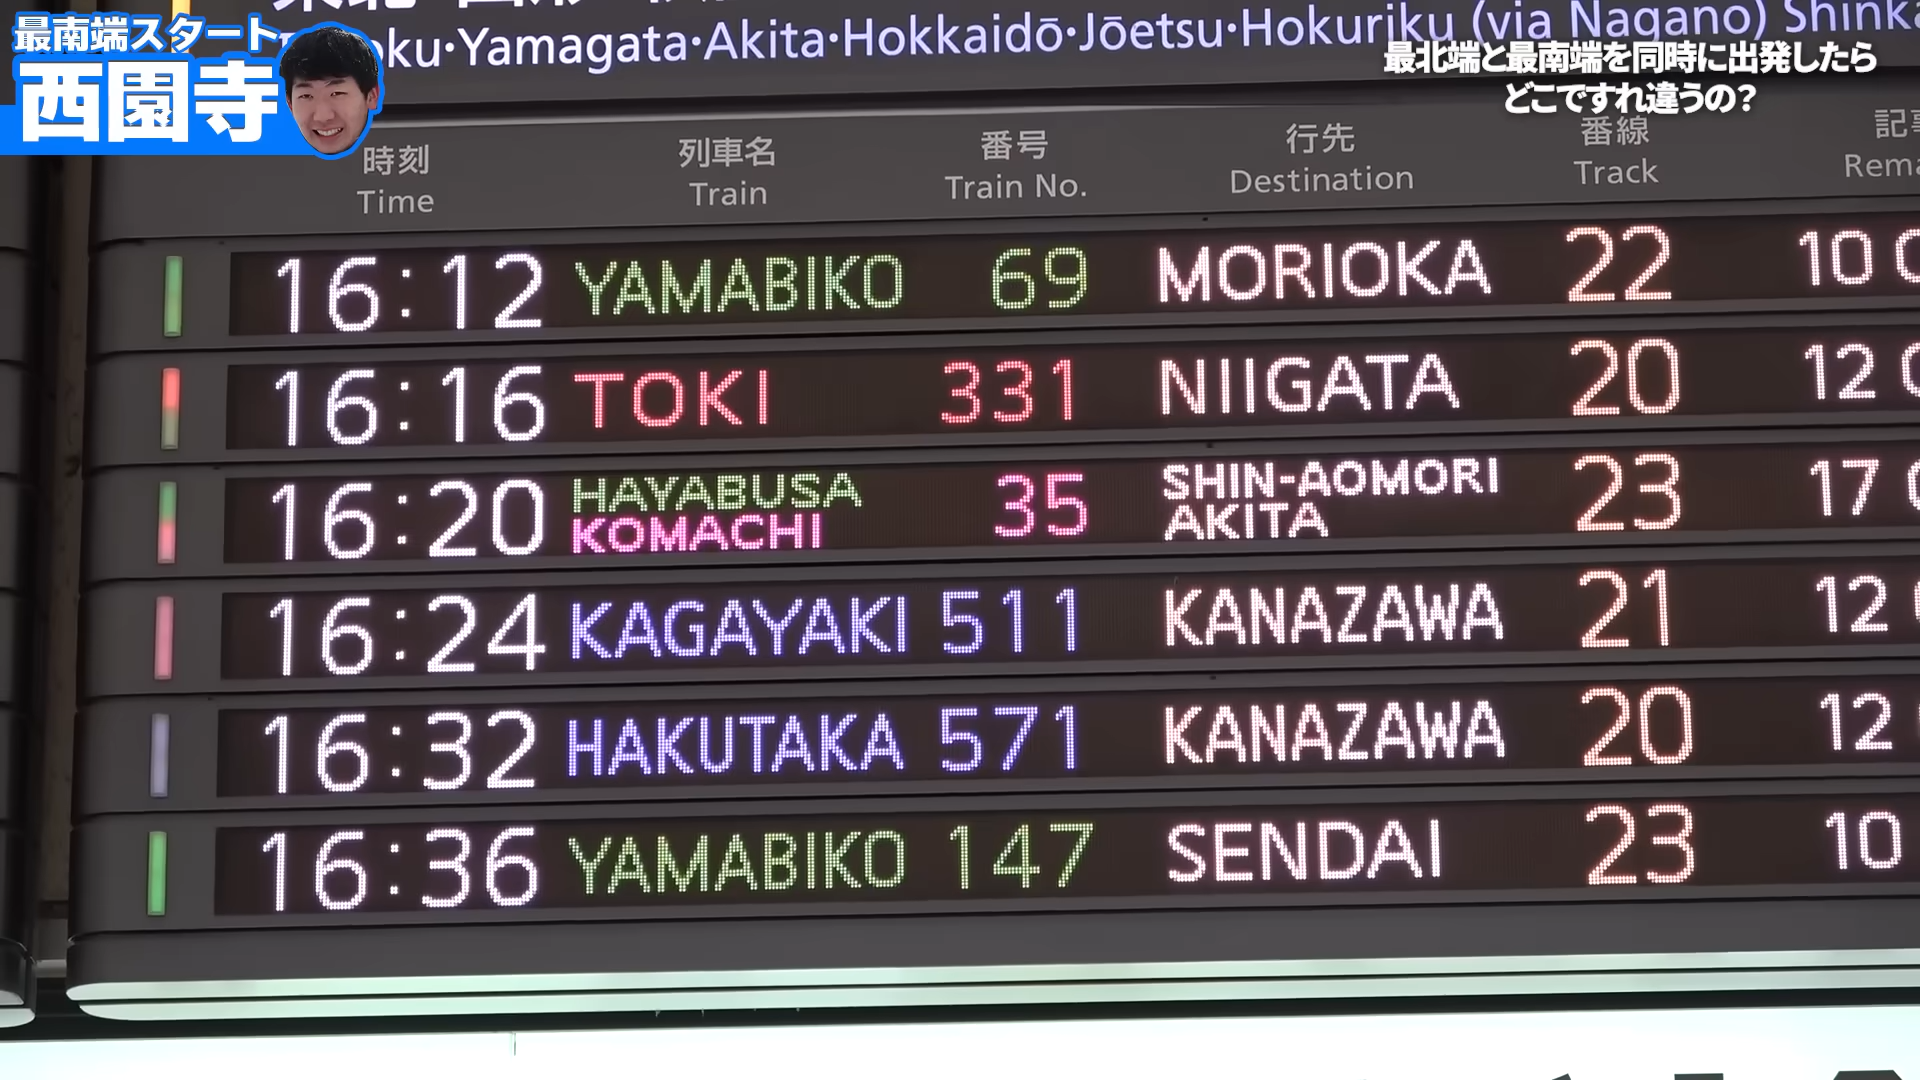 最南端スタート
西園寺
最北端と最南端を同時に出発したら
どこですれ違うの?
Yamagata·Akita·Hokkaidō·Jōetsu·Hokuriku (via Nagano)
時刻 列車名 番号 行先 番線
Time Train Train No. Destination Track
16:12 YAMABIKO 69 MORIOKA 22 10
16:16 TOKI 331 NIIGATA 20 12
16:20 HAYABUSA KOMACHI 35 SHIN-AOMORI AKITA 23 17
16:24 KAGAYAKI 511 KANAZAWA 21 12
16:32 HAKUTAKA 571 KANAZAWA 20 12
16:36 YAMABIKO 147 SENDAI 23 10